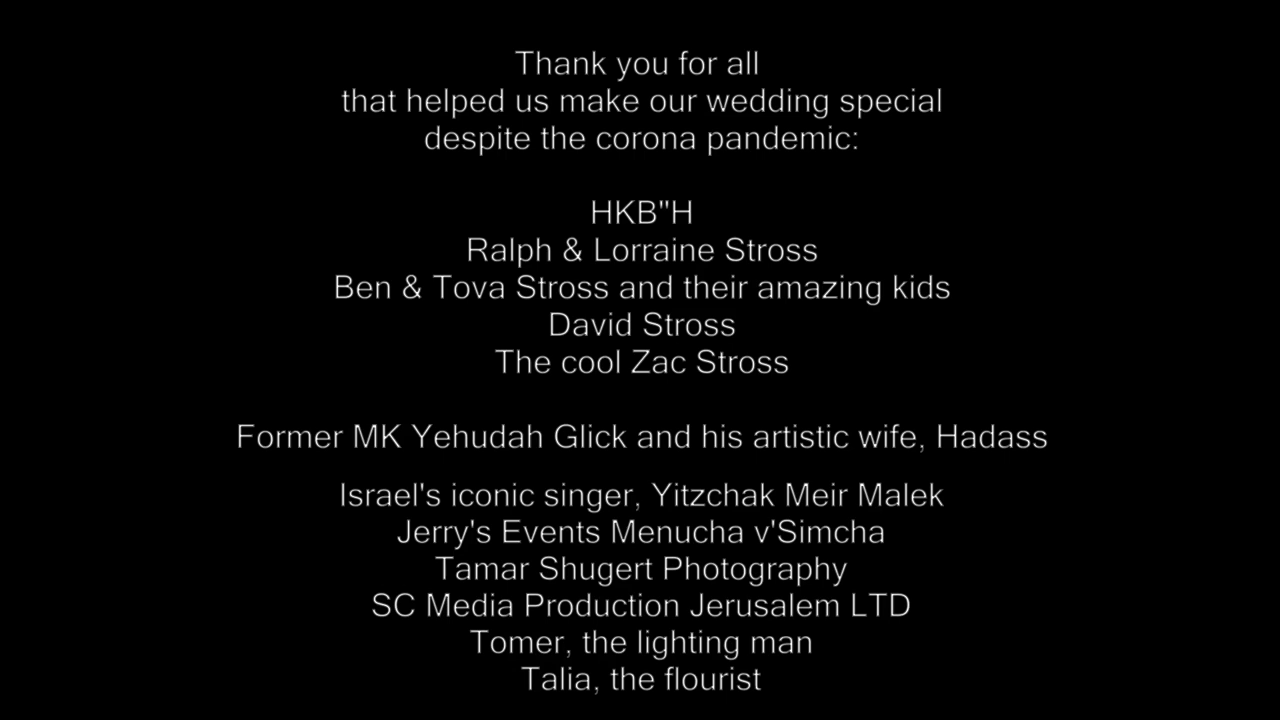 Thank you for all
that helped us make our wedding special
despite the corona pandemic:
HKB"H
Ralph & Lorraine Stross
Ben & Tova Stross and their amazing kids
David Stross
The cool Zac Stross
Former MK Yehudah Glick and his artistic wife, Hadass
Israel's iconic singer, Yitzchak Meir Malek
Jerry's Events Menucha v'Simcha
Tamar Shugert Photography
SC Media Production Jerusalem LTD
Tomer, the lighting man
Talia, the flourist